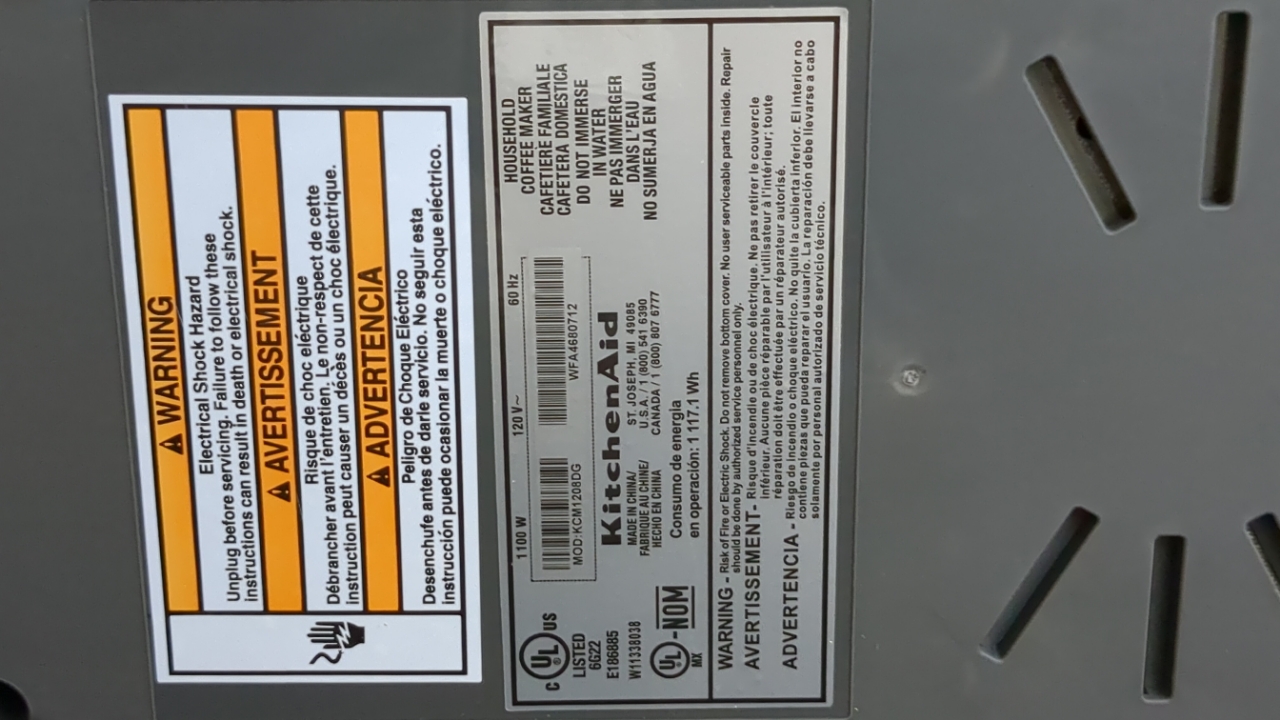 WARNING
Electrical Shock Hazard
Unplug before servicing. Failure to follow these
instructions can result in death or electrical shock.
AVERTISSEMENT
Risque de choc eléctrique
Débrancher avant l'entretien. Le non-respect de cette
instruction peut causer un décès ou un choc électrique.
ADVERTENCIA
Peligro de Choque Eléctrico
Desenchufe antes de darle servicio. No seguir esta
instrucción puede ocasionar la muerte o choque eléctrico.
1100 W 120 V~ 60 Hz
MOD:KCM1208DG
WFA4680712
KitchenAid
MADE IN CHINA/
FABRIQUE AU CHINE/
HECHO EN CHINA
ST. JOSEPH, MI 49085
U.S.A. / 1 (800) 541 6390
CANADA / 1 (800) 807 6777
Consumo de energía
en operación: 1 117.1 Wh
HOUSEHOLD
COFFEE MAKER
CAFETIERE FAMILIALE
CAFETERA DOMESTICA
DO NOT IMMERSE
IN WATER
NE PAS IMMERGER
DANS L'EAU
NO SUMERJA EN AGUA
C UL US
LISTED
6G22
E186885
W11338038
UL-NOM
MX
WARNING - Risk of Fire or Electric Shock. Do not remove bottom cover. No user serviceable parts inside. Repair
should be done by authorized service personnel only.
AVERTISSEMENT- Risque d'incendie ou de choc électrique. Ne pas retirer le couvercle
inférieur. Aucune pièce réparable par l'utilisateur à l'intérieur; toute
réparation doit être effectuée par un réparateur autorisé.
ADVERTENCIA - Riesgo de incendio o choque eléctrico. No quite la cubierta inferior. El interior no
contiene piezas que pueda reparar el usuario. La reparación debe llevarse a cabo
solamente por personal autorizado de servicio técnico.